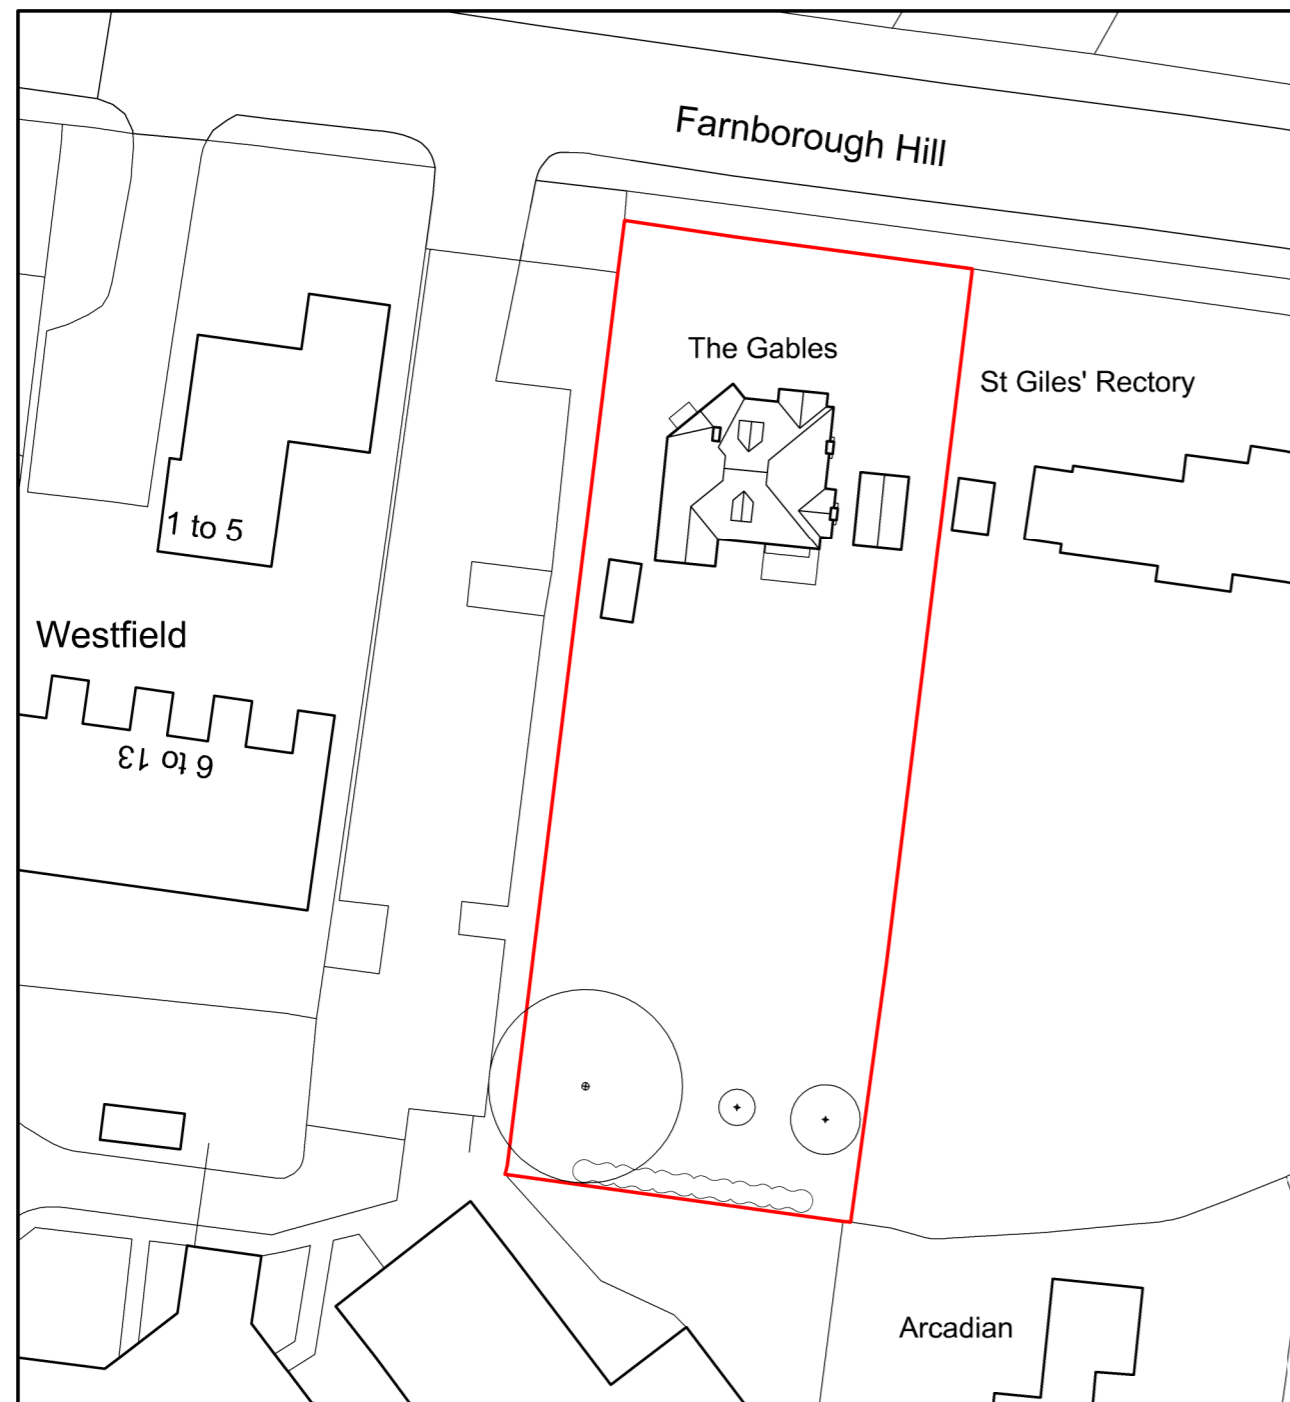 Farnborough Hill
The Gables
St Giles' Rectory
1 to 5
Westfield
6 to 13
Arcadian